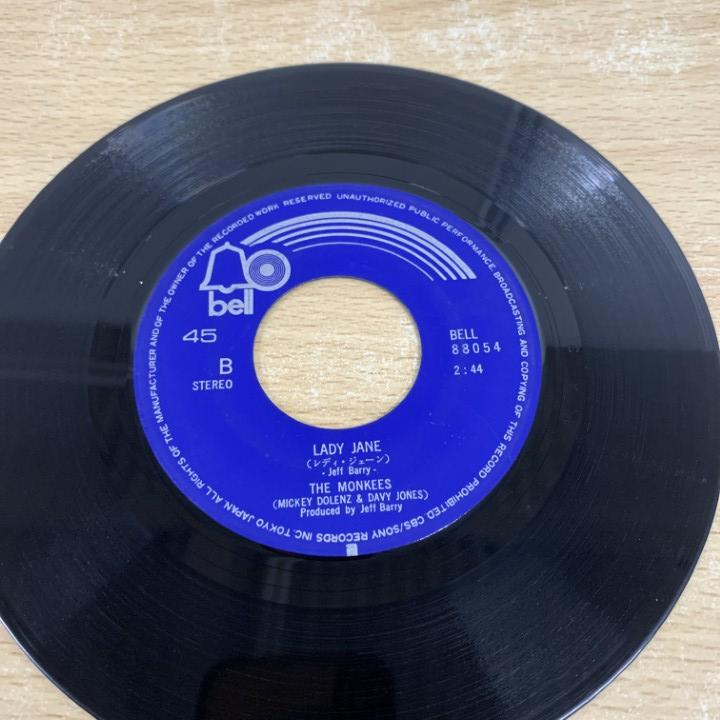 ALL RIGHTS OF THE MANUFACTURER AND OF THE OWNER OF THE RECORDED WORK RESERVED UNAUTHORIZED PUBLIC PERFORMANCE, BROADCASTING AND COPYING OF THIS RECORD PROHIBITED. CBS/SONY RECORDS INC. TOKYO JAPAN.
bell
45
B
STEREO
BELL
88054
2:44
LADY JANE
(レディ・ジェーン)
- Jeff Barry -
THE MONKEES
(MICKEY DOLENZ & DAVY JONES)
Produced by Jeff Barry